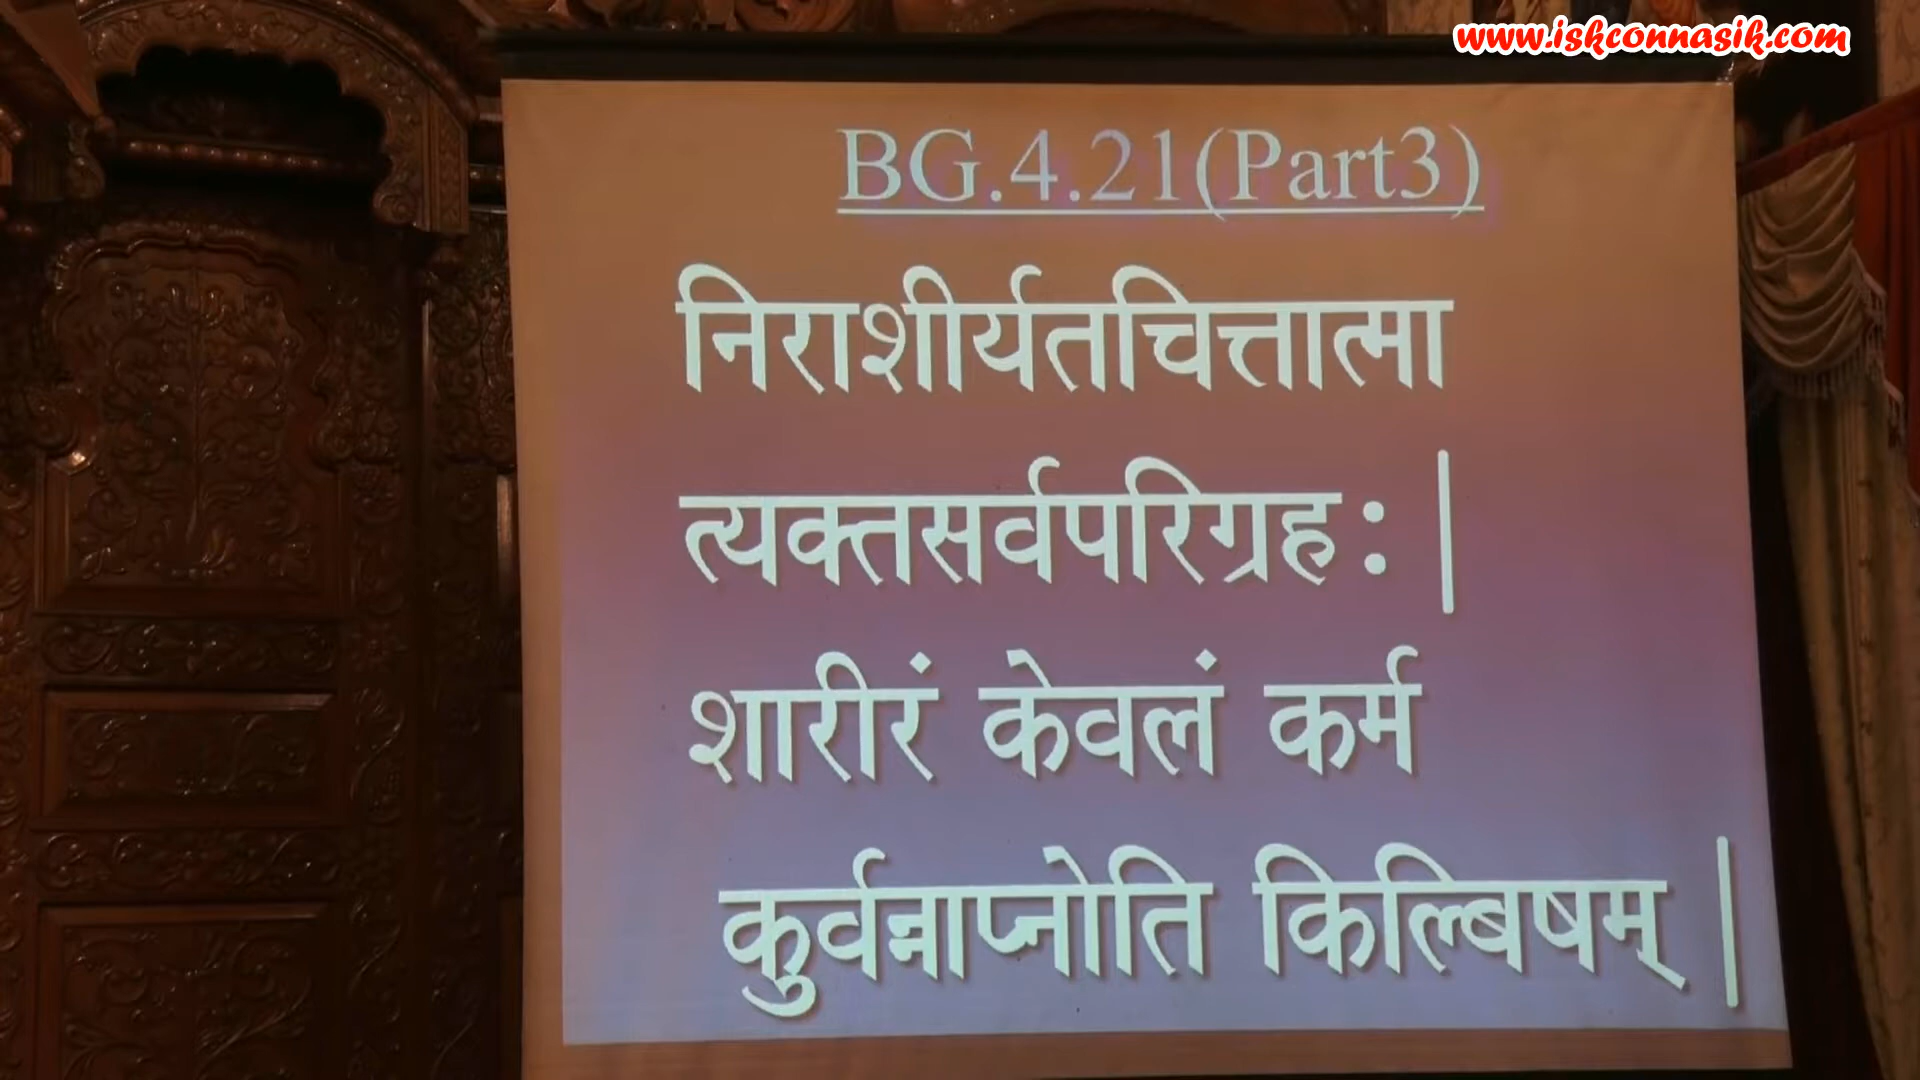 www.iskconnasik.com
BG.4.21(Part3)
निराशीर्यतचित्तात्मा
त्यक्तसर्वपरिग्रहः |
शारीरं केवलं कर्म
कुर्वन्नाप्नोति किल्बिषम् |